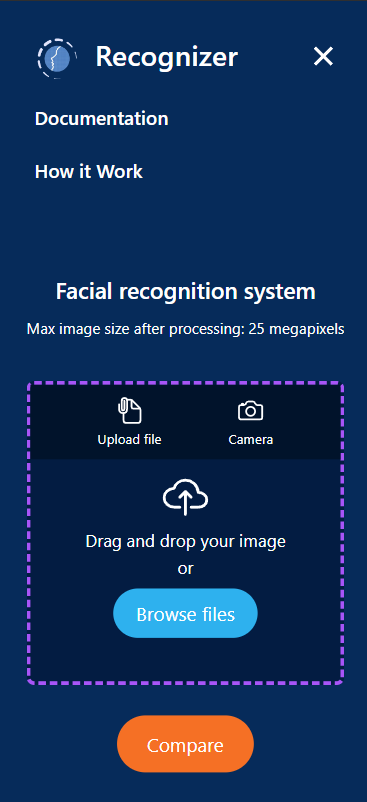 Recognizer
Documentation
How it Work
Facial recognition system
Max image size after processing: 25 megapixels
Upload file
Camera
Drag and drop your image
or
Browse files
Compare